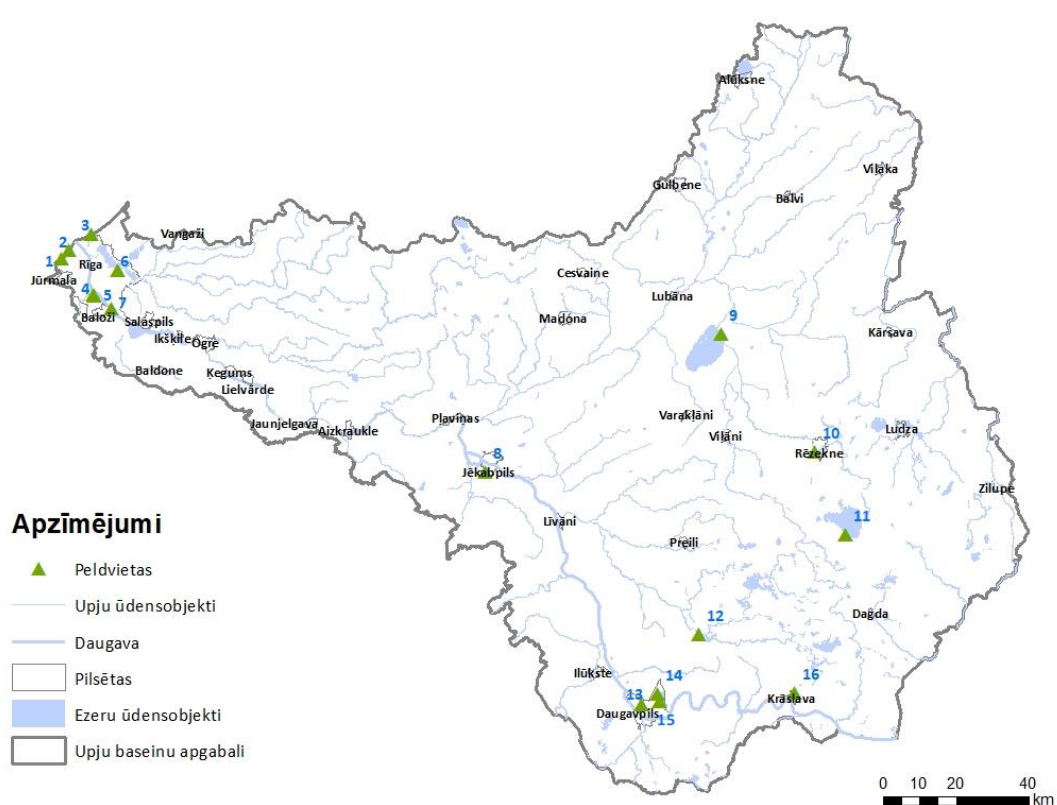 Alūksne
Viļaka
Gulbene
Balvi
3
Vangaži
2
1
Rīga
6
Jūrmala
Cesvaine
4
5
7
Lubāna
Baloži
Salaspils
Madona
9
Kārsava
Ikšķile
Ogre
Baldone
Ķegums
Lielvārde
Varakļāni
Jaunjelgava
Aizkraukle
Pļaviņas
Viļāni
10
Ludza
Rēzekne
8
Jēkabpils
Zilupe
Līvāni
11
Preiļi
Dagda
12
Ilūkste
14
16
13
Krāslava
Daugavpils
15
Apzīmējumi
Peldvietas
Upju ūdensobjekti
Daugava
Pilsētas
Ezeru ūdensobjekti
Upju baseinu apgabali
0 10 20 40
km